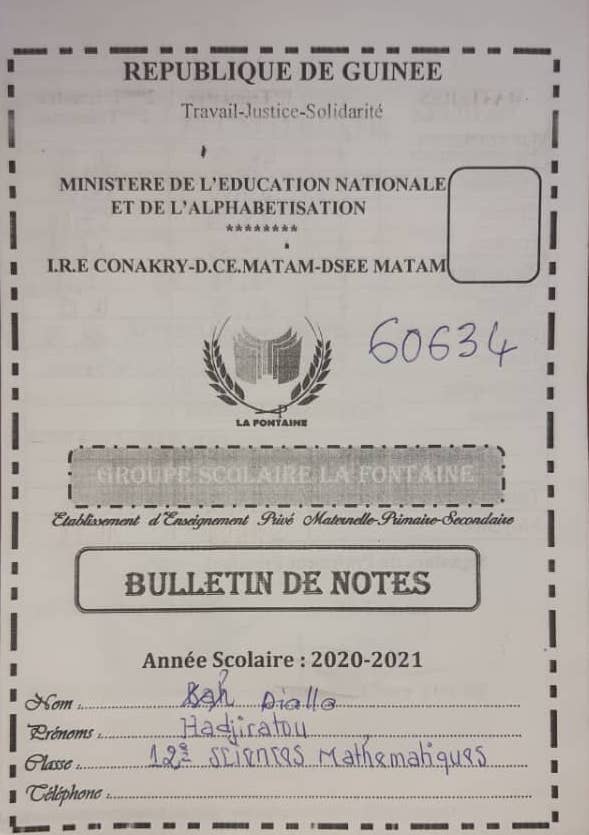 REPUBLIQUE DE GUINEE
Travail-Justice-Solidarité
MINISTERE DE L'EDUCATION NATIONALE
ET DE L'ALPHABETISATION
********
I.R.E CONAKRY-D.CE.MATAM-DSEE MATAM
60634
LA FONTAINE
GROUPE SCOLAIRE LA FONTAINE
Etablissement d'Enseignement Privé Maternelle-Primaire-Secondaire
BULLETIN DE NOTES
Année Scolaire : 2020-2021
Nom : Bah Diallo
Prénoms : Hadjiratou
Classe : 12e Sciences Mathématiques
Téléphone :